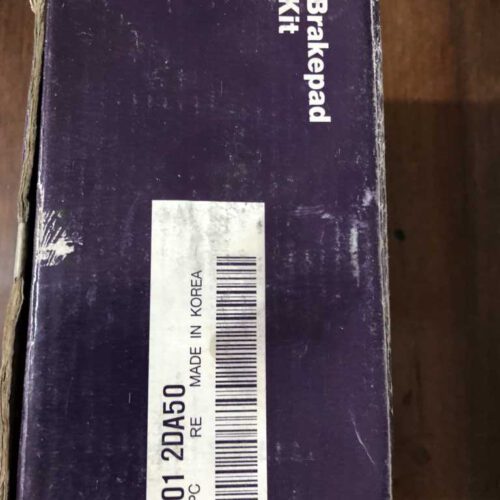 Brakepad
Kit
01 2DA50
PC RE MADE IN KOREA